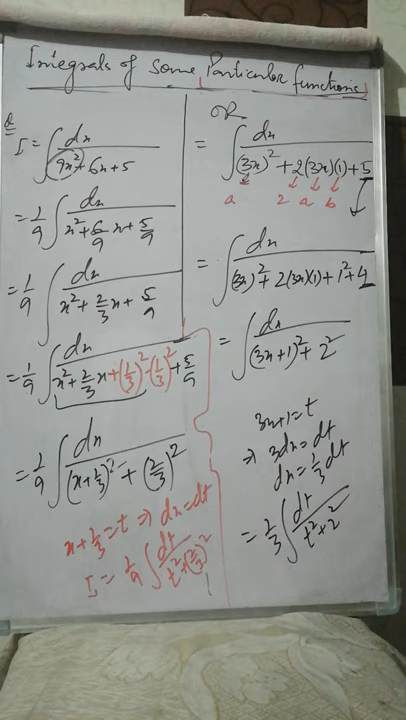 Integrals of Some Particular functions
Q I = ∫ dx / (9x² + 6x + 5)
= 1/9 ∫ dx / (x² + 6/9 x + 5/9)
= 1/9 ∫ dx / (x² + 2/3 x + 5/9)
= 1/9 ∫ dx / (x² + 2/3 x + (1/3)² - (1/3)² + 5/9)
= 1/9 ∫ dx / ((x + 1/3)² + (2/3)²)
x + 1/3 = t ⇒ dx = dt
I = 1/9 ∫ dt / (t² + (2/3)²)
OR
= ∫ dx / ((3x)² + 2(3x)(1) + 5)
a 2 a b
= ∫ dx / ((3x)² + 2(3x)(1) + 1² + 4)
= ∫ dx / ((3x+1)² + 2²)
3x+1 = t
⇒ 3dx = dt
dx = 1/3 dt
= 1/3 ∫ dt / (t² + 2²)